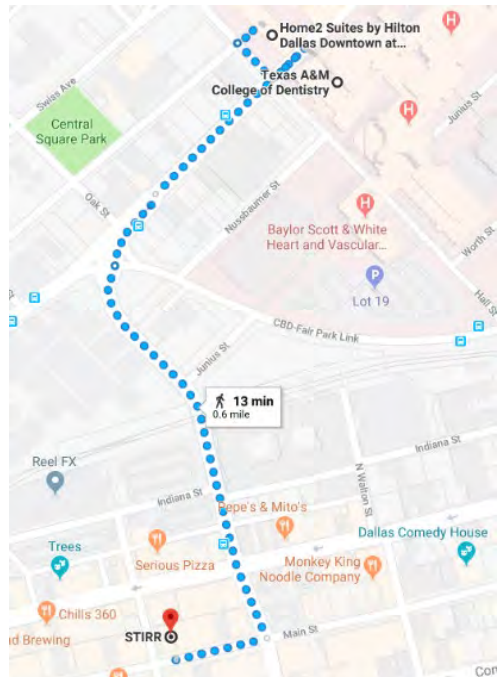 Home2 Suites by Hilton
Dallas Downtown at...
Texas A&M
College of Dentistry
Swiss Ave
Central
Square Park
Junius St
Oak St
Nussbaumer St
Baylor Scott & White
Heart and Vascular...
Worth St
Lot 19
Hall St
CBD-Fair Park Link
Junius St
13 min
0.6 mile
Indiana St
Reel FX
N Walton St
Indiana St
Pepe's & Mito's
Trees
Serious Pizza
Dallas Comedy House
Monkey King
Noodle Company
Chills 360
ad Brewing
STIRR
Main St
Con